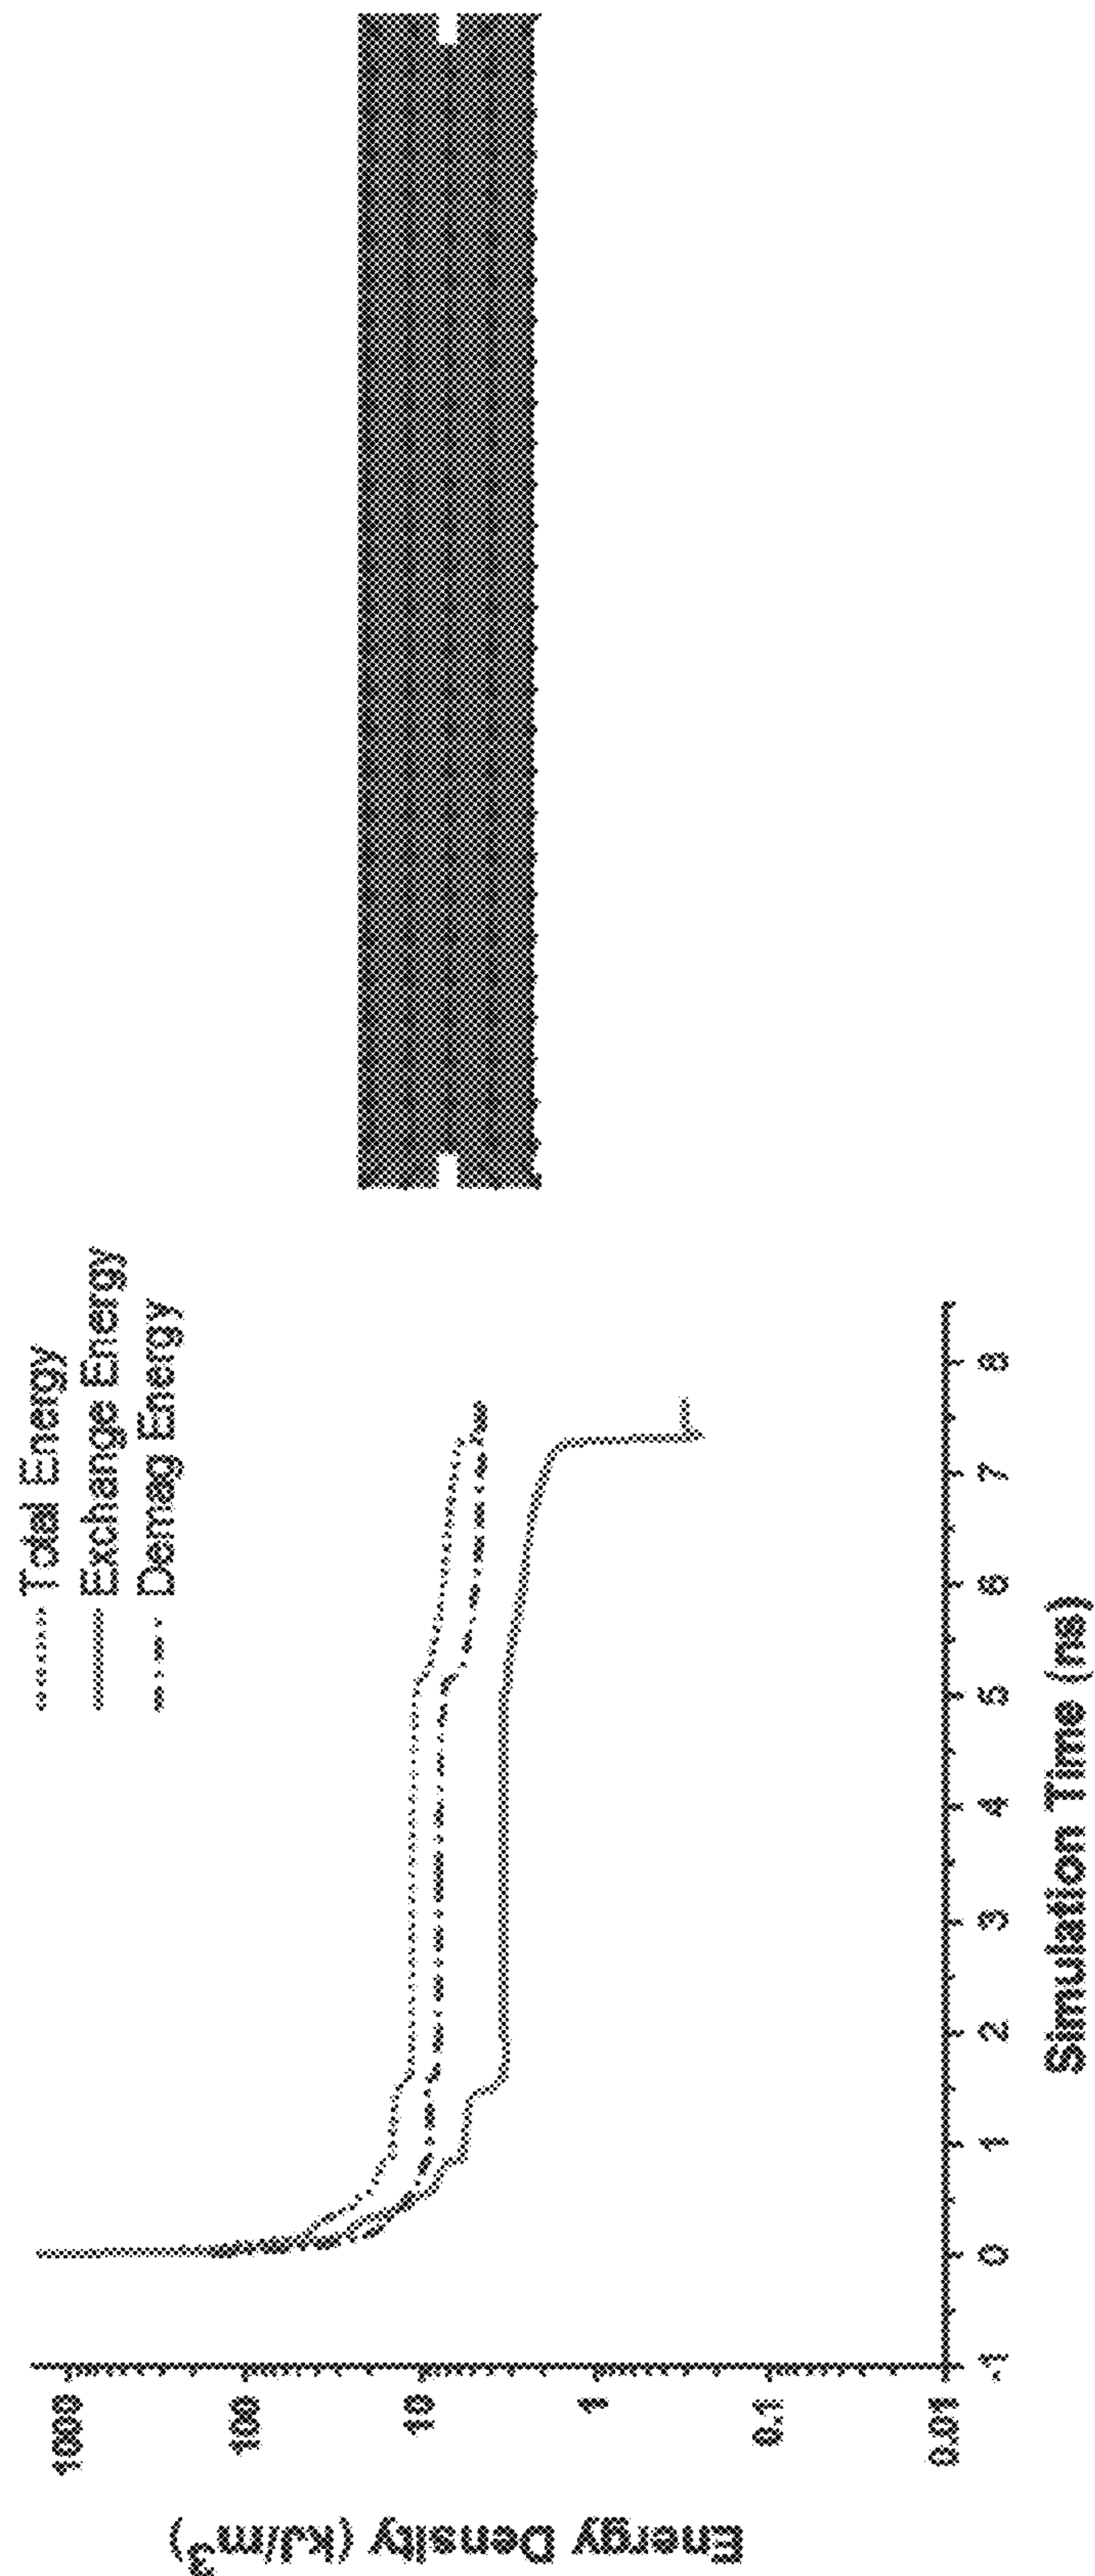 Total Energy
Exchange Energy
Demag Energy
Energy Density (kJ/m³)
1000
100
10
1
0.1
0.01
-1 0 1 2 3 4 5 6 7 8
Simulation Time (ns)